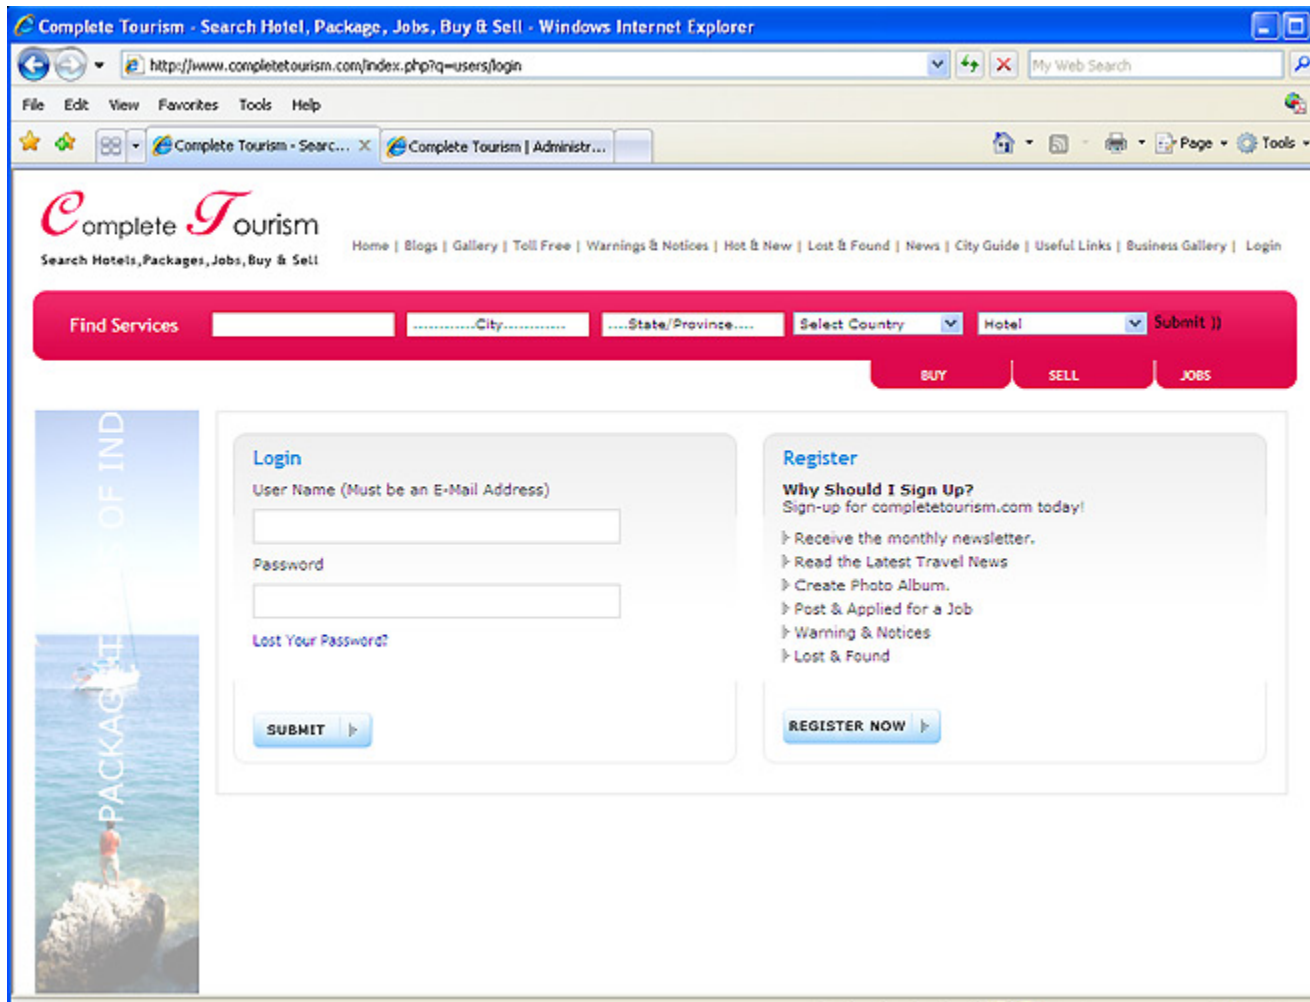 Complete Tourism - Search Hotel, Package, Jobs, Buy & Sell - Windows Internet Explorer
http://www.completetourism.com/index.php?q=users/login
My Web Search
File Edit View Favorites Tools Help
Complete Tourism - Searc...
Complete Tourism | Administr...
Page
Tools
Complete Tourism
Search Hotels,Packages,Jobs,Buy & Sell
Home | Blogs | Gallery | Toll Free | Warnings & Notices | Hot & New | Lost & Found | News | City Guide | Useful Links | Business Gallery | Login
Find Services
............City............
....State/Province....
Select Country
Hotel
Submit ))
BUY
SELL
JOBS
PACKAGE OF IND
Login
User Name (Must be an E-Mail Address)
Password
Lost Your Password?
SUBMIT
Register
Why Should I Sign Up?
Sign-up for completetourism.com today!
Receive the monthly newsletter.
Read the Latest Travel News
Create Photo Album.
Post & Applied for a Job
Warning & Notices
Lost & Found
REGISTER NOW